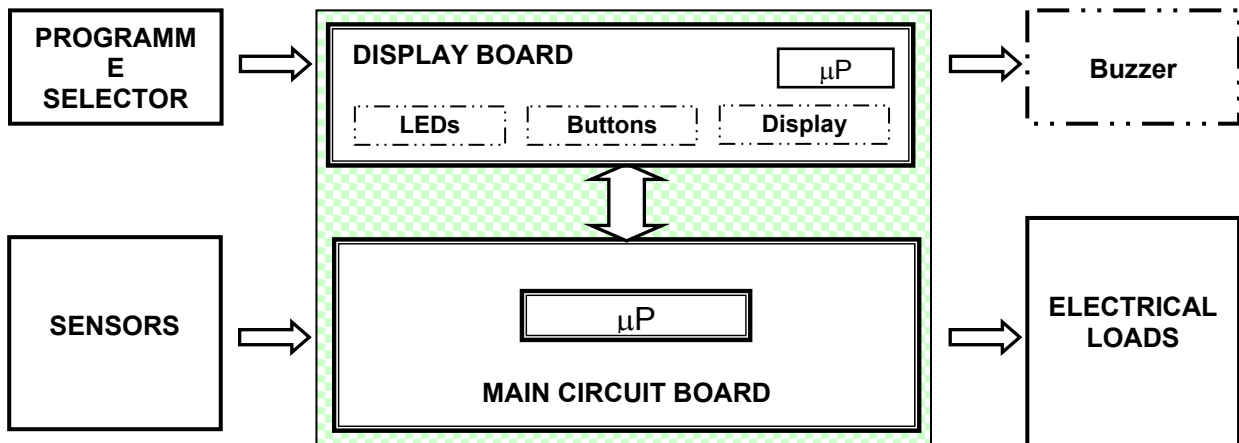 PROGRAMM
E
SELECTOR
DISPLAY BOARD
μP
LEDs
Buttons
Display
Buzzer
SENSORS
μP
MAIN CIRCUIT BOARD
ELECTRICAL
LOADS